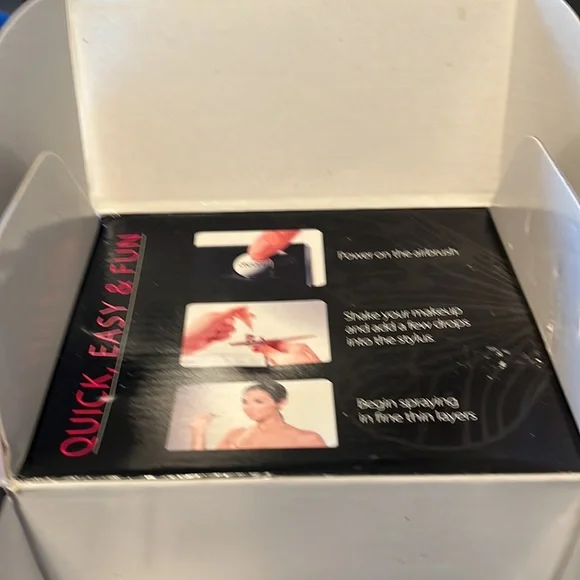 QUICK, EASY & FUN
Power on the airbrush
Shake your makeup
and add a few drops
into the stylus.
Begin spraying
in fine thin layers